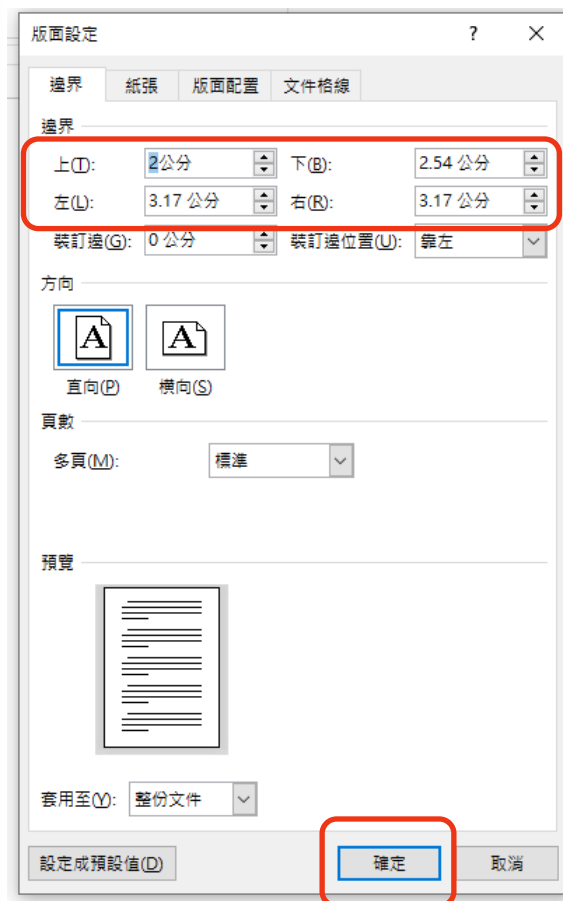 版面設定 ?
邊界 紙張 版面配置 文件格線
邊界
上(T): 2公分 下(B): 2.54 公分
左(L): 3.17 公分 右(R): 3.17 公分
裝訂邊(G): 0 公分 裝訂邊位置(U): 靠左
方向
A A
直向(P) 橫向(S)
頁數
多頁(M): 標準
預覽
套用至(Y): 整份文件
設定成預設值(D) 確定 取消